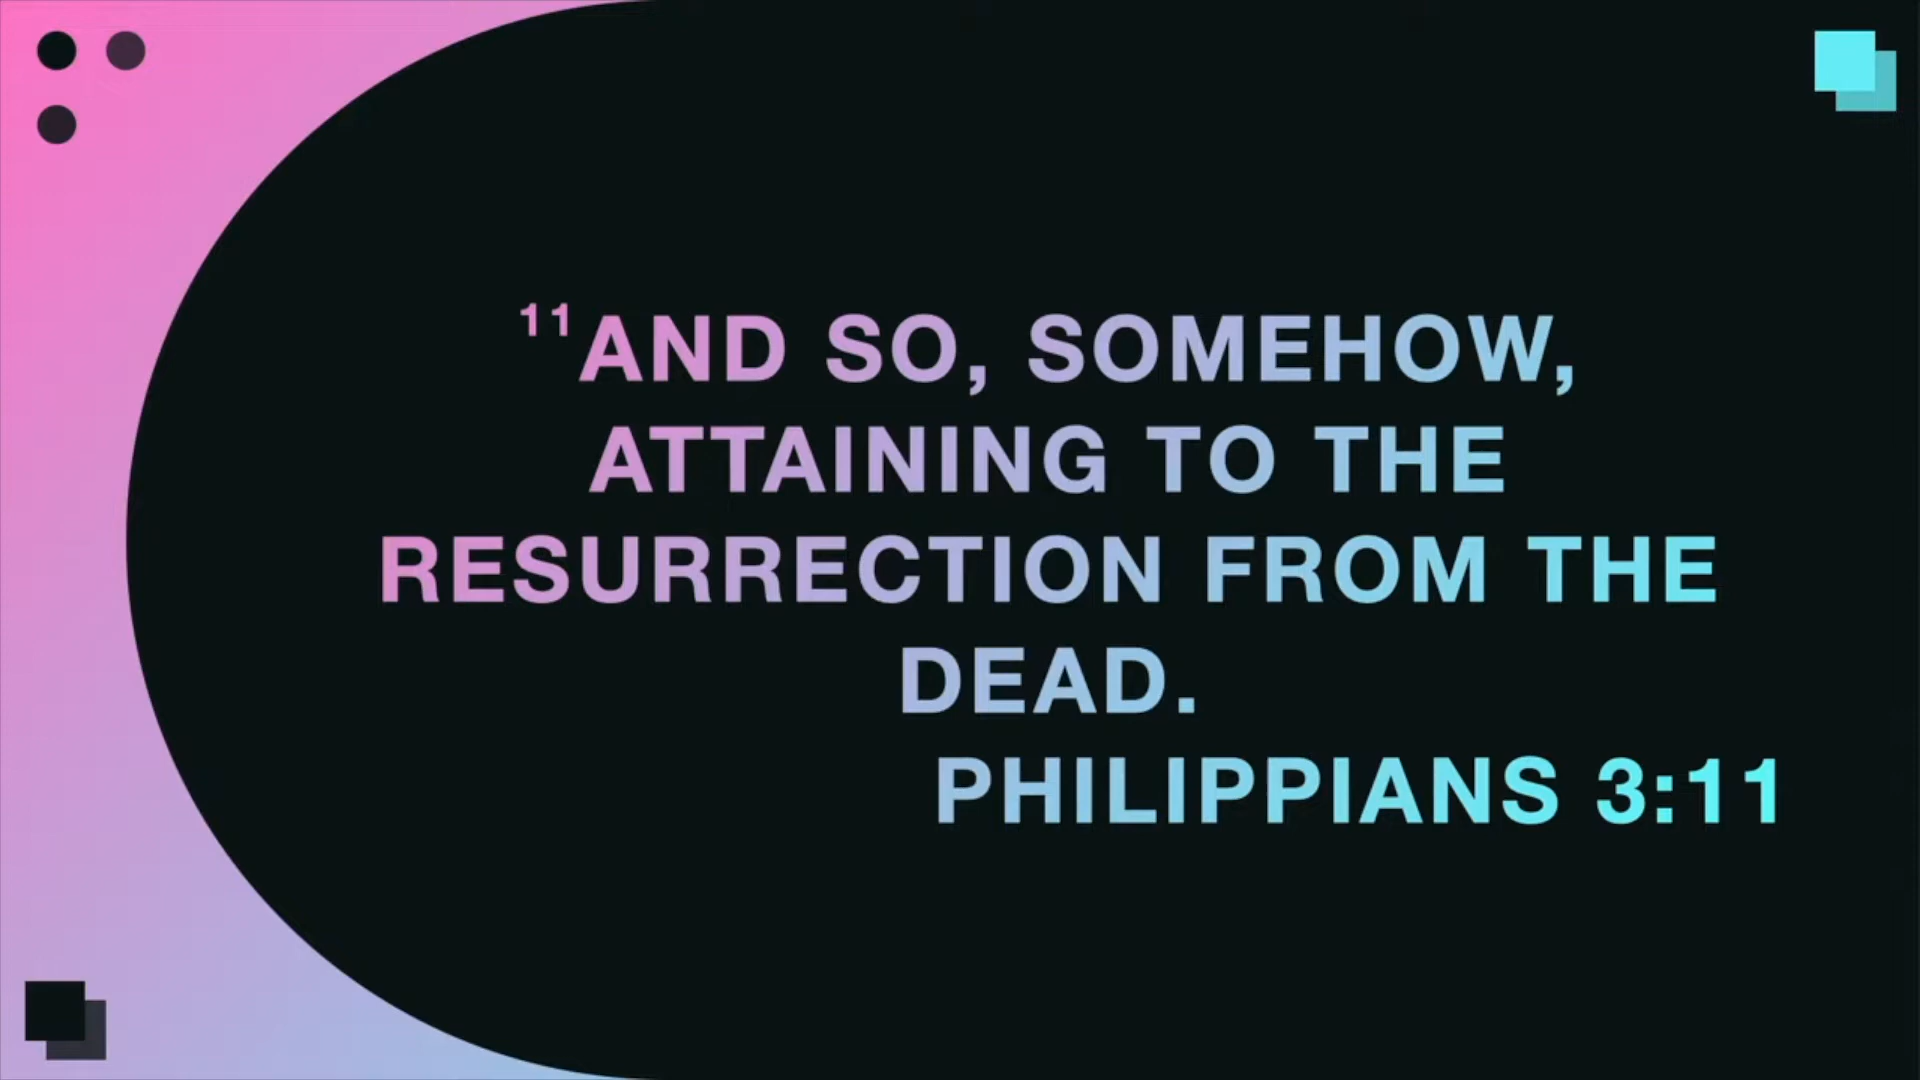 ¹¹AND SO, SOMEHOW,
ATTAINING TO THE
RESURRECTION FROM THE
DEAD.
PHILIPPIANS 3:11